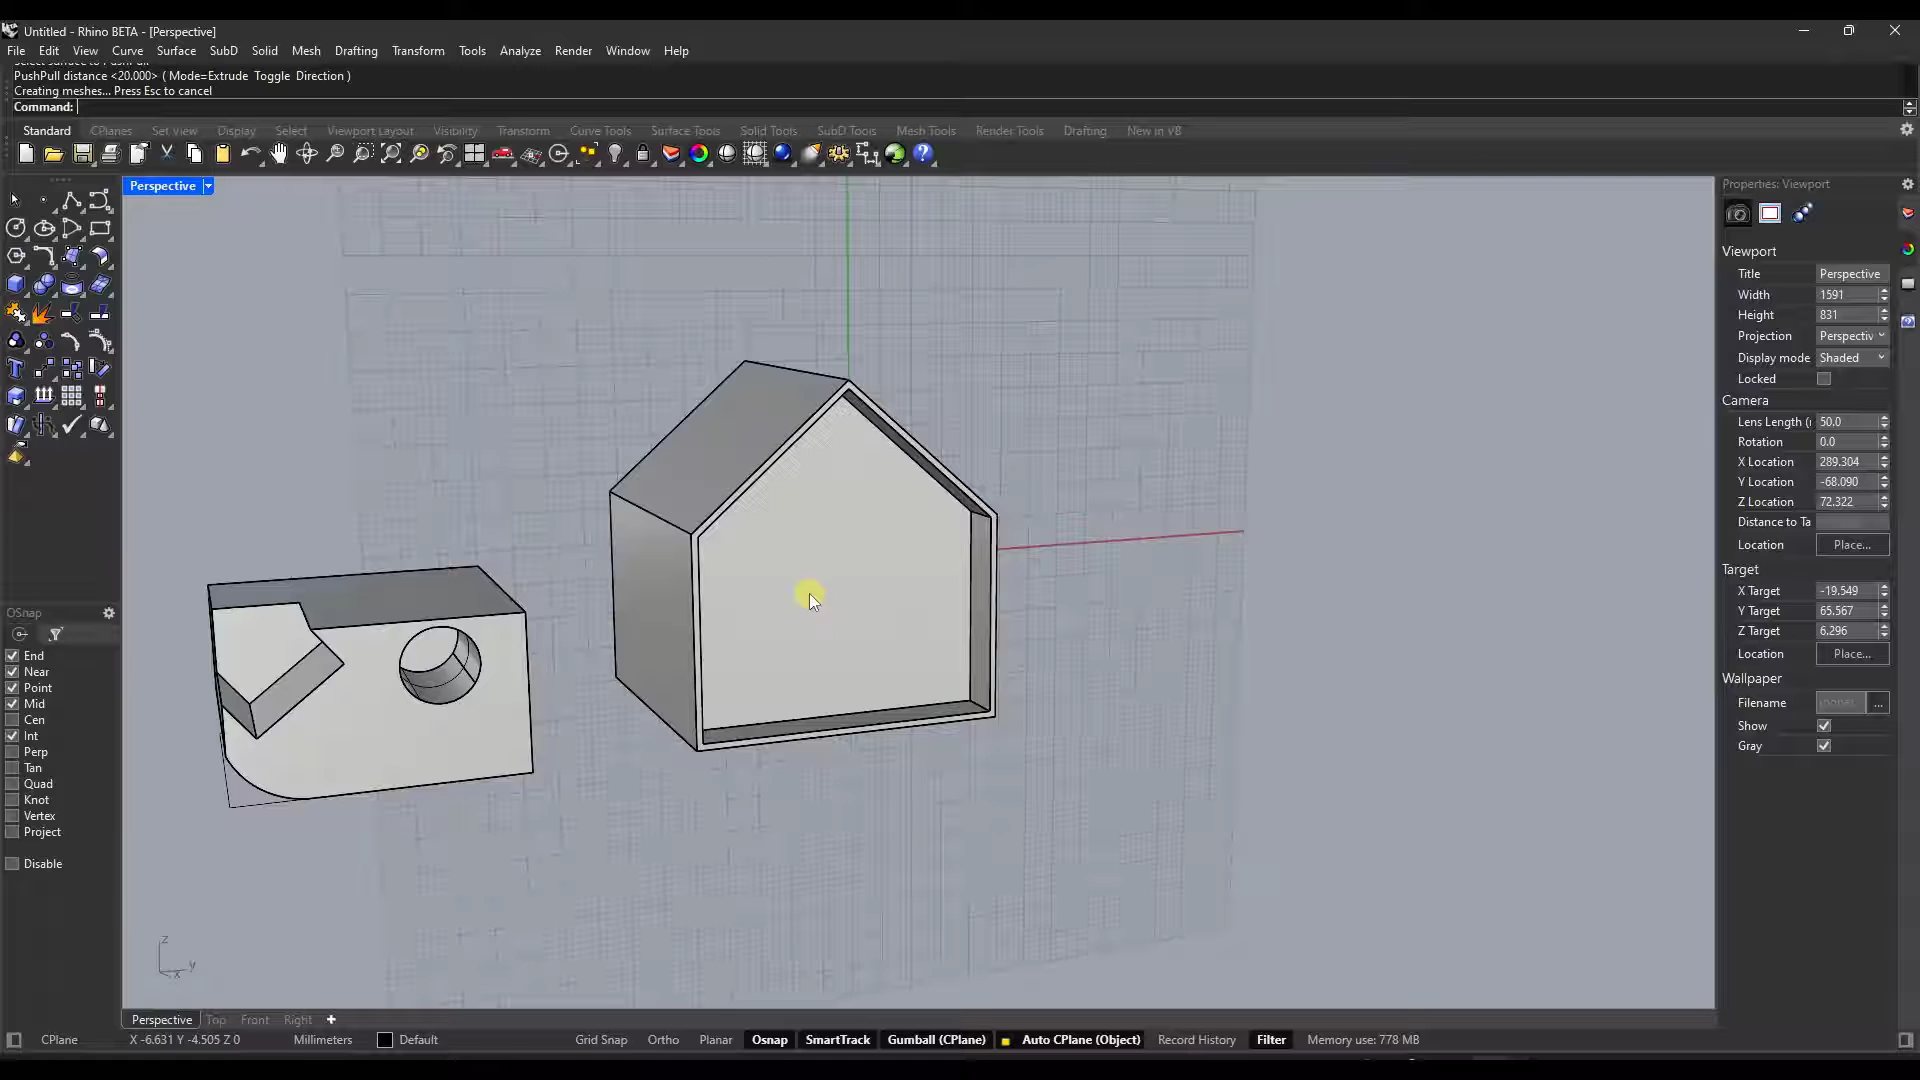 Untitled - Rhino BETA - [Perspective]
File Edit View Curve Surface SubD Solid Mesh Drafting Transform Tools Analyze Render Window Help
PushPull distance <20.000> ( Mode=Extrude Toggle Direction )
Creating meshes... Press Esc to cancel
Command:
Standard CPlanes Set View Display Select Viewport Layout Visibility Transform Curve Tools Surface Tools Solid Tools SubD Tools Mesh Tools Render Tools Drafting New in V8
Perspective
Properties: Viewport
Viewport
Title Perspective
Width 1591
Height 831
Projection Perspectiv
Display mode Shaded
Locked
Camera
Lens Length (
Rotation 0.0
50.0
X Location 289.304
Y Location -68.090
Z Location 72.322
Distance to Ta
Location Place...
Target
X Target -19.549
Y Target 65.567
Z Target 6.296
Location Place...
Wallpaper
Filename ...
Show
Gray
OSnap
End
Near
Point
Mid
Cen
Int
Perp
Tan
Quad
Knot
Vertex
Project
Disable
z
y
x
Perspective Top Front Right
CPlane X -6.631 Y -4.505 Z 0 Millimeters Default Grid Snap Ortho Planar Osnap SmartTrack Gumball (CPlane) Auto CPlane (Object) Record History Filter Memory use: 778 MB